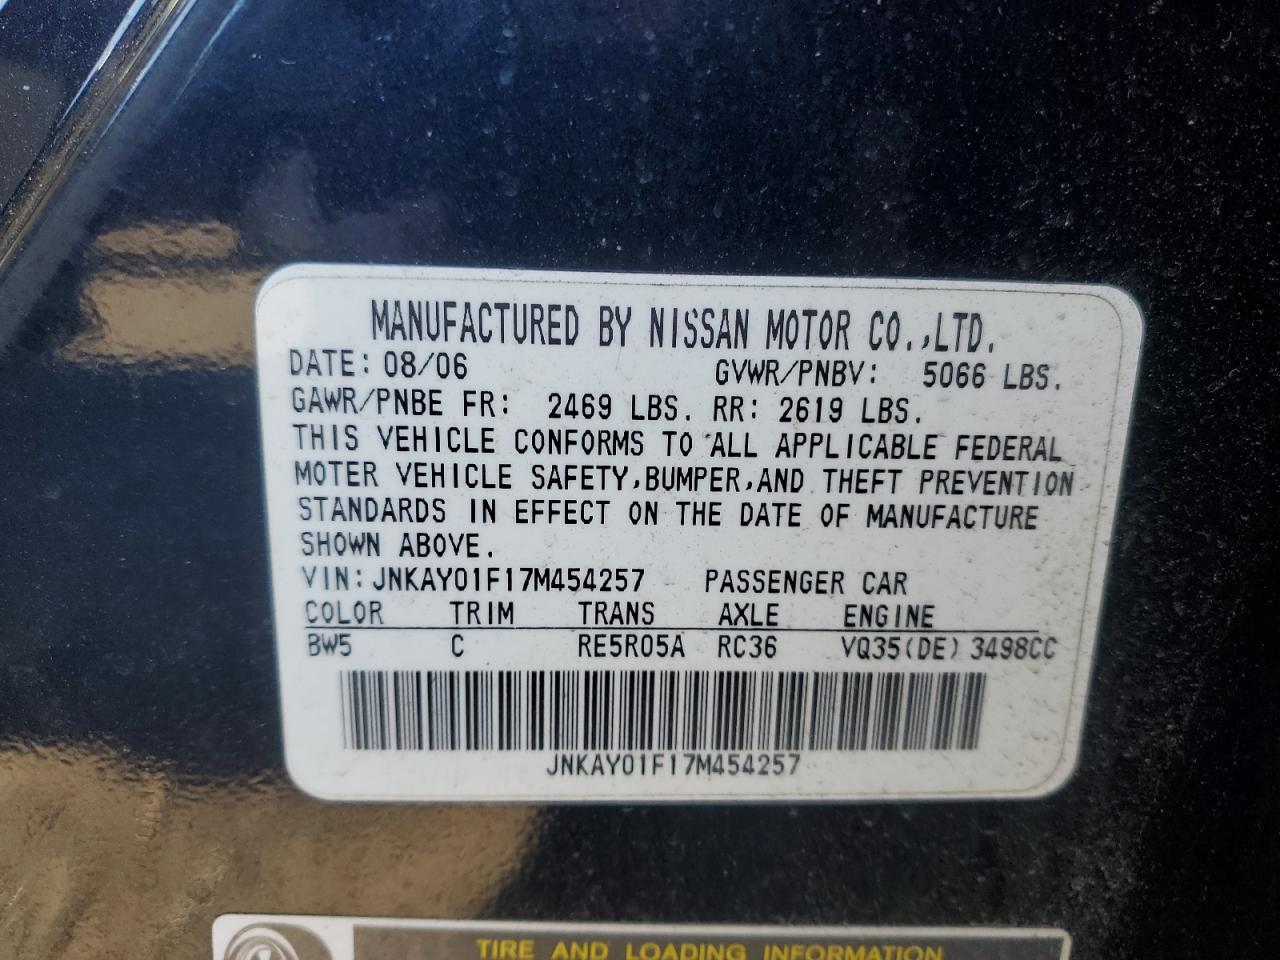 MANUFACTURED BY NISSAN MOTOR CO.,LTD.
DATE: 08/06 GVWR/PNBV: 5066 LBS.
GAWR/PNBE FR: 2469 LBS. RR: 2619 LBS.
THIS VEHICLE CONFORMS TO ALL APPLICABLE FEDERAL
MOTER VEHICLE SAFETY,BUMPER,AND THEFT PREVENTION
STANDARDS IN EFFECT ON THE DATE OF MANUFACTURE
SHOWN ABOVE.
VIN: JNKAY01F17M454257 PASSENGER CAR
COLOR TRIM TRANS AXLE ENGINE
BW5 C RE5R05A RC36 VQ35(DE) 3498CC
JNKAY01F17M454257
TIRE AND LOADING INFORMATION